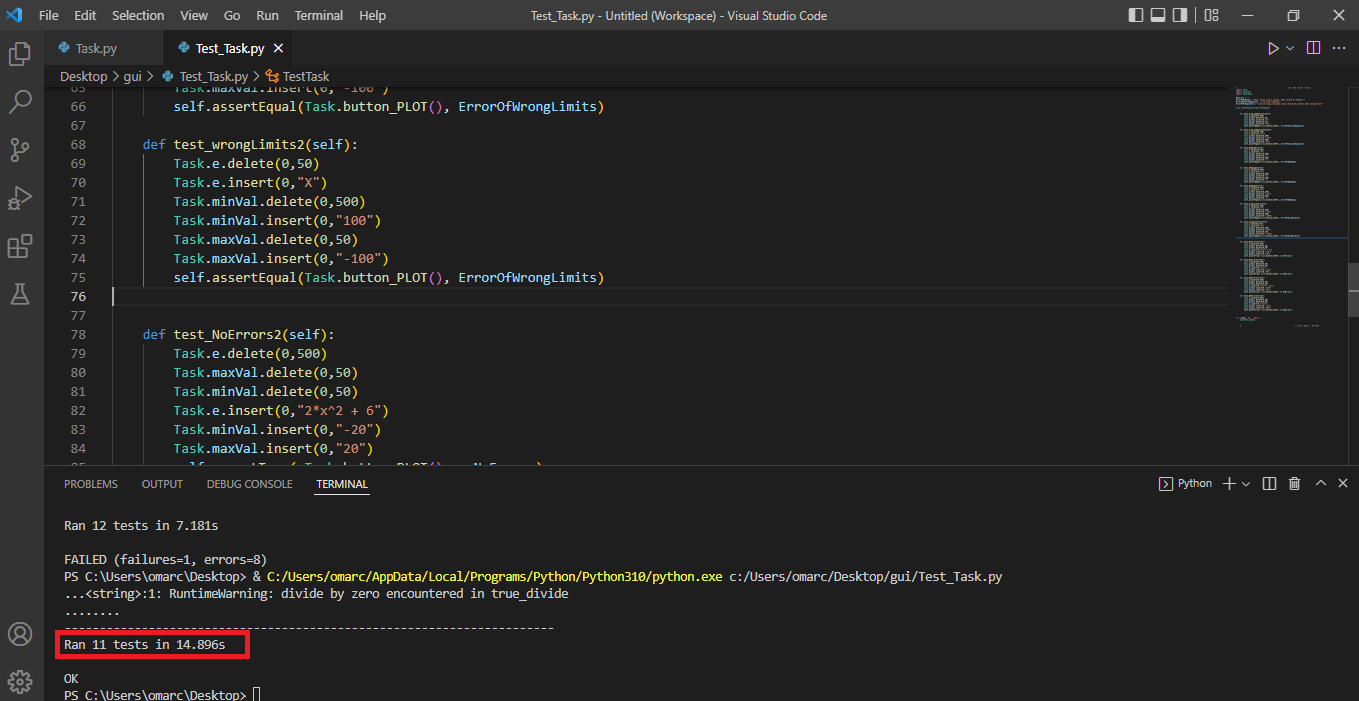 File Edit Selection View Go Run Terminal Help Test_Task.py - Untitled (Workspace) - Visual Studio Code
Task.py Test_Task.py
Desktop > gui > Test_Task.py > TestTask
65 Task.maxVal.insert(0,"-100")
66 self.assertEqual(Task.button_PLOT(), ErrorOfWrongLimits)
67
68 def test_wrongLimits2(self):
69 Task.e.delete(0,50)
70 Task.e.insert(0,"X")
71 Task.minVal.delete(0,500)
72 Task.minVal.insert(0,"100")
73 Task.maxVal.delete(0,50)
74 Task.maxVal.insert(0,"-100")
75 self.assertEqual(Task.button_PLOT(), ErrorOfWrongLimits)
76
77
78 def test_NoErrors2(self):
79 Task.e.delete(0,500)
80 Task.maxVal.delete(0,50)
81 Task.minVal.delete(0,50)
82 Task.e.insert(0,"2*x^2 + 6")
83 Task.minVal.insert(0,"-20")
84 Task.maxVal.insert(0,"20")
PROBLEMS OUTPUT DEBUG CONSOLE TERMINAL Python
Ran 12 tests in 7.181s
FAILED (failures=1, errors=8)
PS C:\Users\omarc\Desktop> & C:/Users/omarc/AppData/Local/Programs/Python/Python310/python.exe c:/Users/omarc/Desktop/gui/Test_Task.py
...<string>:1: RuntimeWarning: divide by zero encountered in true_divide
........
----------------------------------------------------------------------
Ran 11 tests in 14.896s
OK
PS C:\Users\omarc\Desktop>